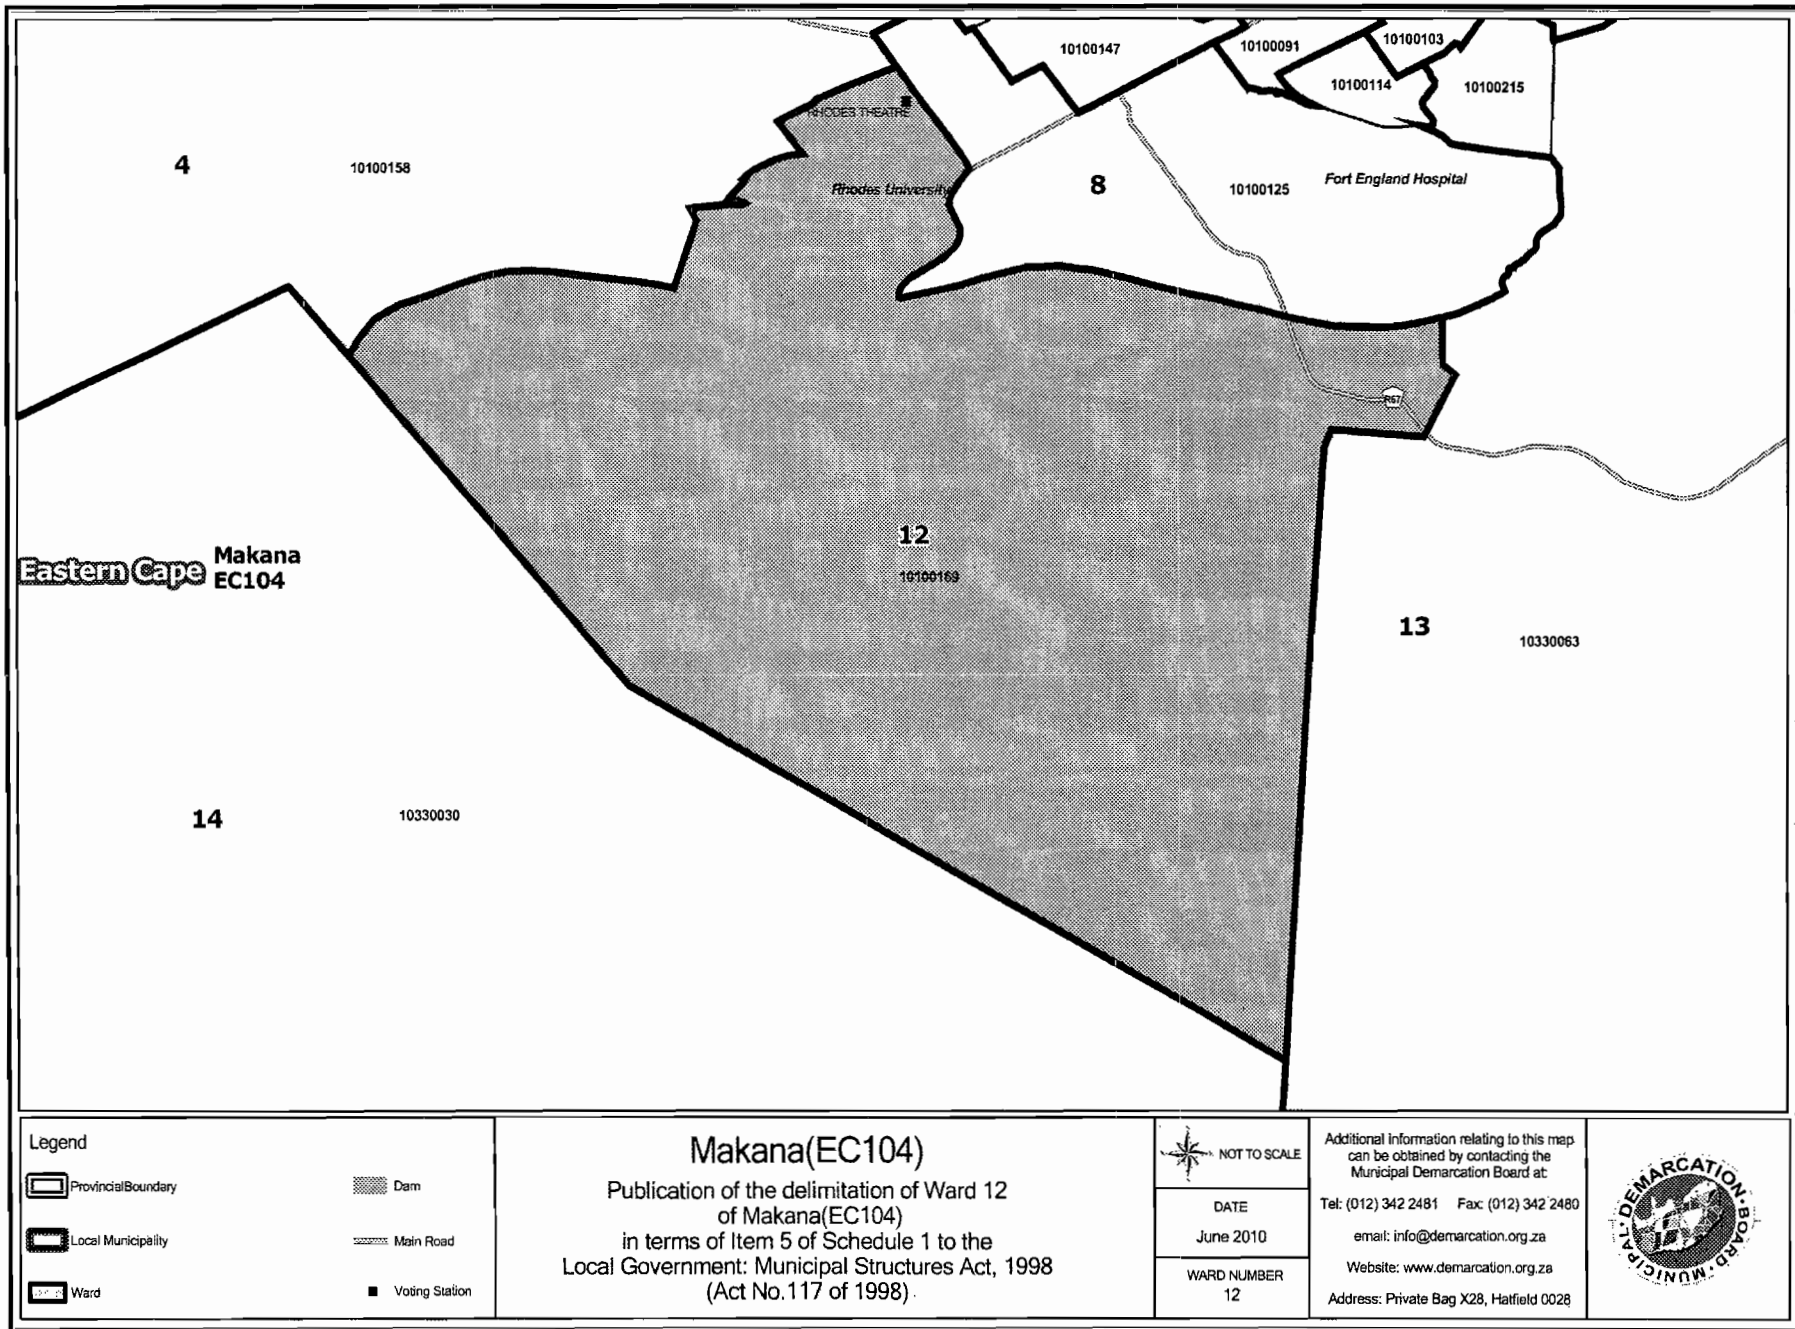 10100147
10100091
10100103
10100114
10100215
RHODES THEATRE
4
10100158
Rhodes University
8
10100125
Fort England Hospital
R67
12
10100169
Eastern Cape
Makana
EC104
13
10330063
14
10330030
Legend
ProvincialBoundary
Dam
Local Municipality
Main Road
Ward
Voting Station
Makana(EC104)
Publication of the delimitation of Ward 12
of Makana(EC104)
in terms of Item 5 of Schedule 1 to the
Local Government: Municipal Structures Act, 1998
(Act No.117 of 1998)
NOT TO SCALE
DATE
June 2010
WARD NUMBER
12
Additional information relating to this map
can be obtained by contacting the
Municipal Demarcation Board at:
Tel: (012) 342 2481 Fax: (012) 342 2480
email: info@demarcation.org.za
Website: www.demarcation.org.za
Address: Private Bag X28, Hatfield 0028
MUNICIPAL · DEMARCATION · BOARD